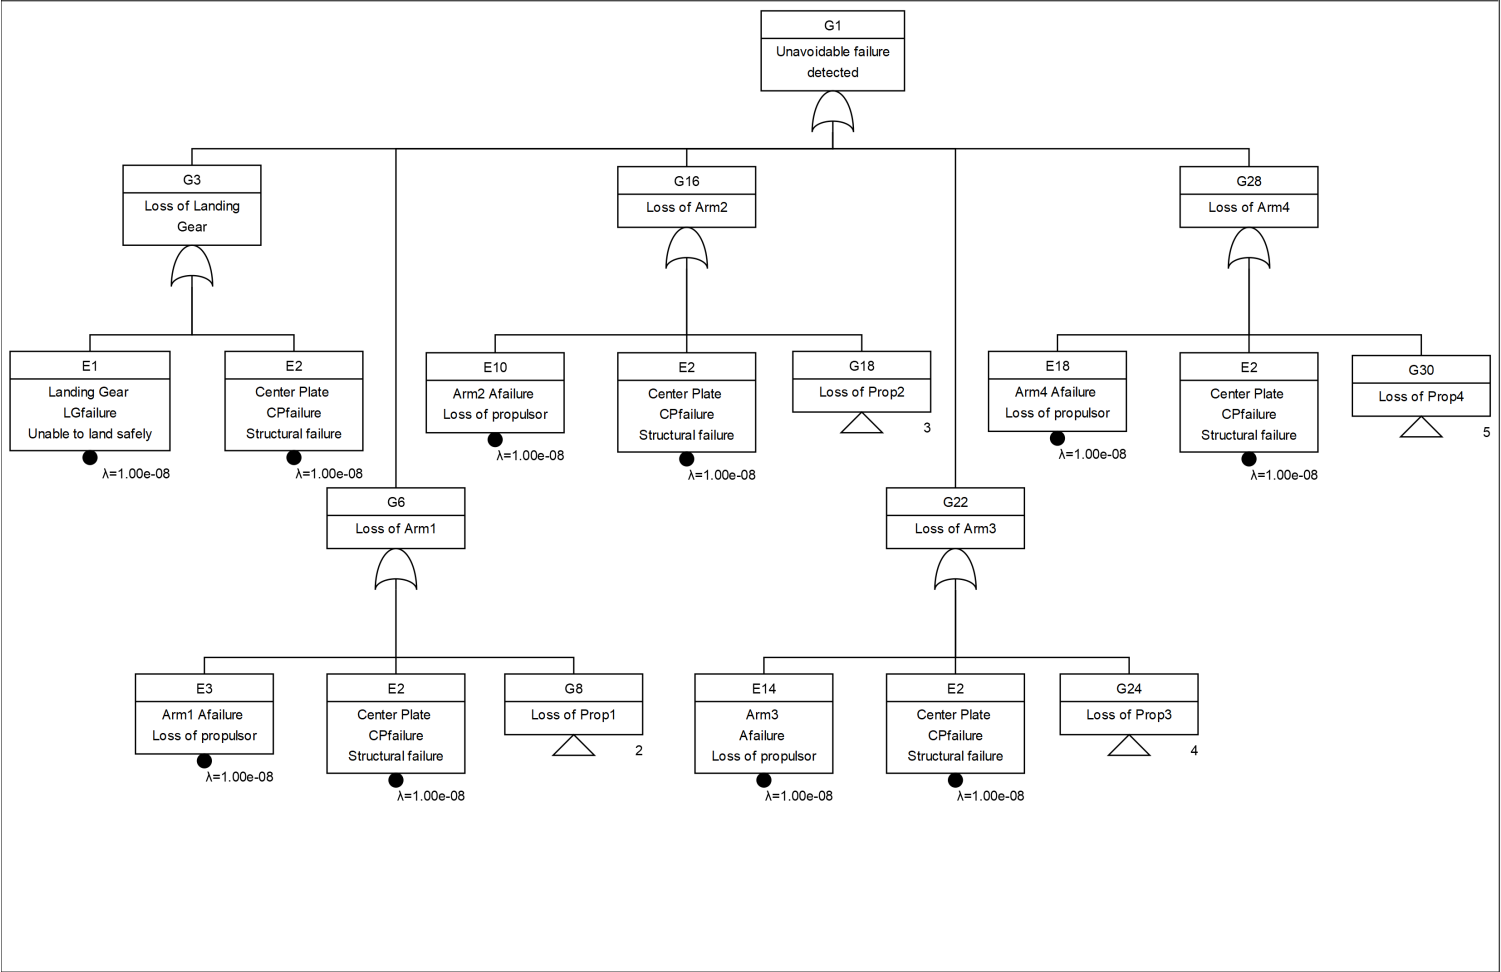 G1
Unavoidable failure
detected
G3
Loss of Landing
Gear
G16
Loss of Arm2
G28
Loss of Arm4
E1
Landing Gear
LGfailure
Unable to land safely
λ=1.00e-08
E2
Center Plate
CPfailure
Structural failure
λ=1.00e-08
E10
Arm2 Afailure
Loss of propulsor
λ=1.00e-08
E2
Center Plate
CPfailure
Structural failure
λ=1.00e-08
G18
Loss of Prop2
3
E18
Arm4 Afailure
Loss of propulsor
λ=1.00e-08
E2
Center Plate
CPfailure
Structural failure
λ=1.00e-08
G30
Loss of Prop4
5
G6
Loss of Arm1
G22
Loss of Arm3
E3
Arm1 Afailure
Loss of propulsor
λ=1.00e-08
E2
Center Plate
CPfailure
Structural failure
λ=1.00e-08
G8
Loss of Prop1
2
E14
Arm3
Afailure
Loss of propulsor
λ=1.00e-08
E2
Center Plate
CPfailure
Structural failure
λ=1.00e-08
G24
Loss of Prop3
4